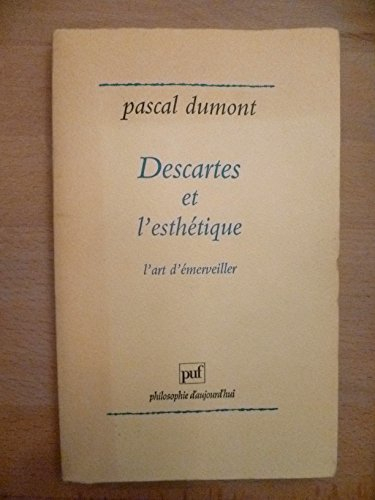 pascal dumont
Descartes
et
l'esthétique
l'art d'émerveiller
puf
philosophie d'aujourd'hui